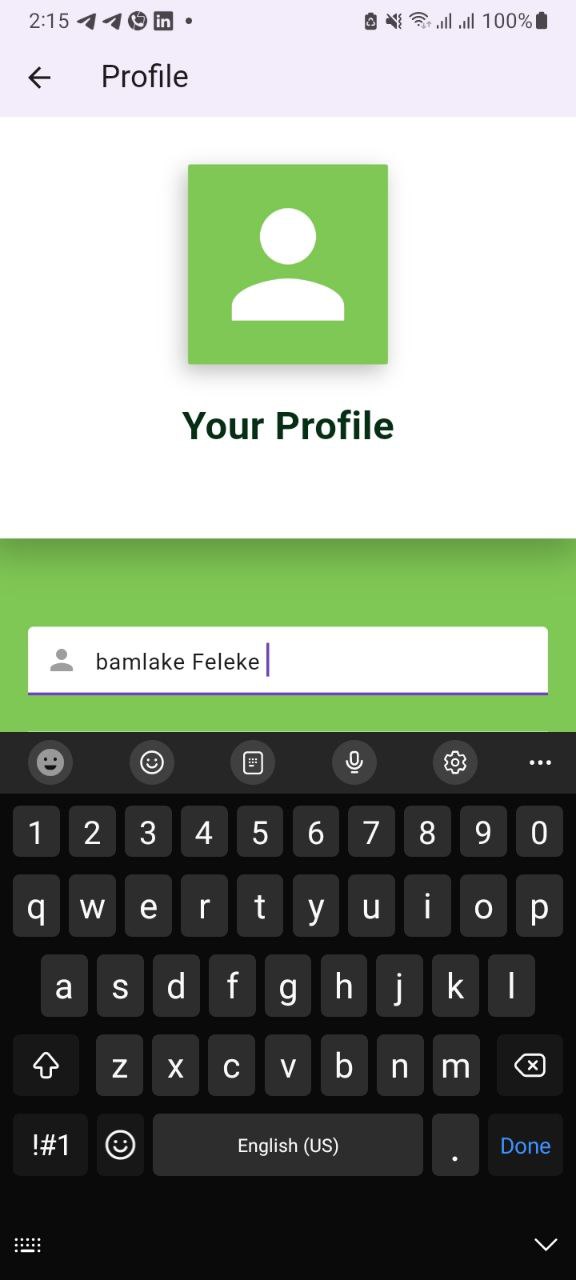 2:15 in 100%
Profile
Your Profile
bamlake Feleke
1 2 3 4 5 6 7 8 9 0
q w e r t y u i o p
a s d f g h j k l
z x c v b n m
!#1 English (US) . Done